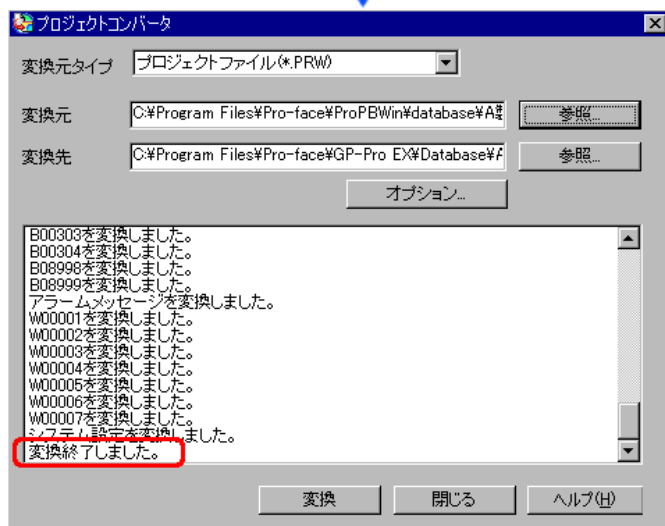 プロジェクトコンバータ
変換元タイプ プロジェクトファイル(*.PRW)
変換元 C:¥Program Files¥Pro-face¥ProPBWin¥database¥A 参照...
変換先 C:¥Program Files¥Pro-face¥GP-Pro EX¥Database¥ 参照...
オプション...
B00303を変換しました。
B00304を変換しました。
B08998を変換しました。
B08999を変換しました。
アラームメッセージを変換しました。
W00001を変換しました。
W00002を変換しました。
W00003を変換しました。
W00004を変換しました。
W00005を変換しました。
W00006を変換しました。
W00007を変換しました。
システム設定を変換しました。
変換終了しました。
変換 閉じる ヘルプ(H)